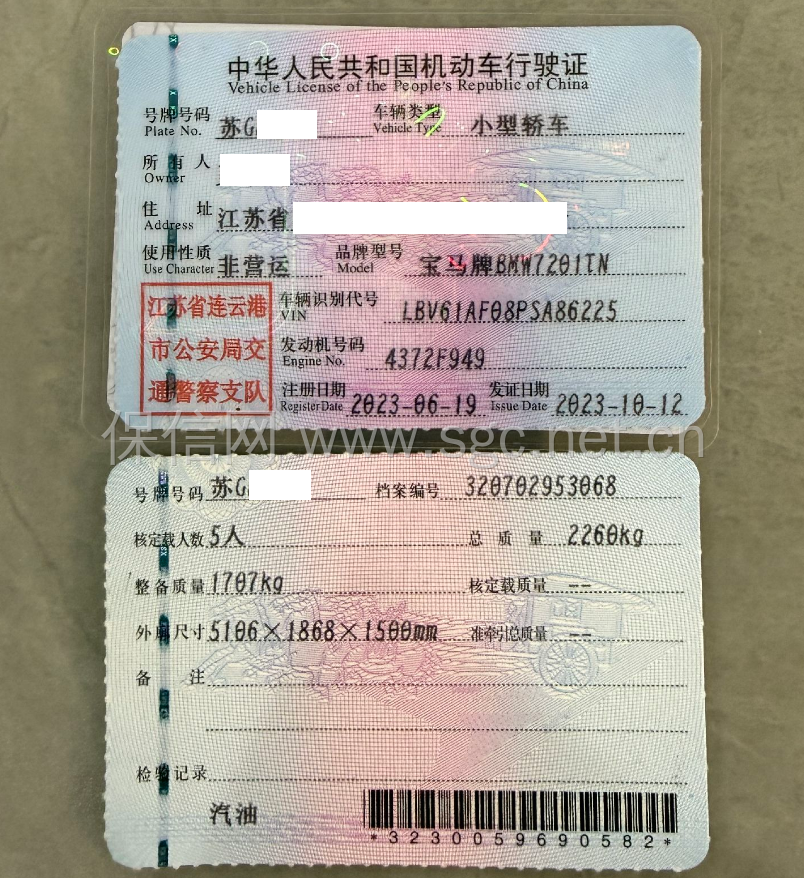 中华人民共和国机动车行驶证
Vehicle License of the People's Republic of China
号牌号码 苏G 车辆类型 小型轿车
Plate No. Vehicle Type
所有人
Owner
住址 江苏省
Address
使用性质 非营运 品牌型号 宝马牌BMW7201TN
Use Character Model
江苏省连云港 车辆识别代号 LBV61AF08PSA86225
VIN
市公安局交 发动机号码 4372F949
Engine No.
通警察支队 注册日期 2023-06-19 发证日期 2023-10-12
Register Date Issue Date
保信网 www.sgc.net.cn
号牌号码 苏G 档案编号 320702953068
核定载人数 5人 总质量 2260kg
整备质量 1707kg 核定载质量 --
外廓尺寸 5106×1868×1500mm 准牵引总质量 --
备注
检验记录
汽油
*3230059690582*